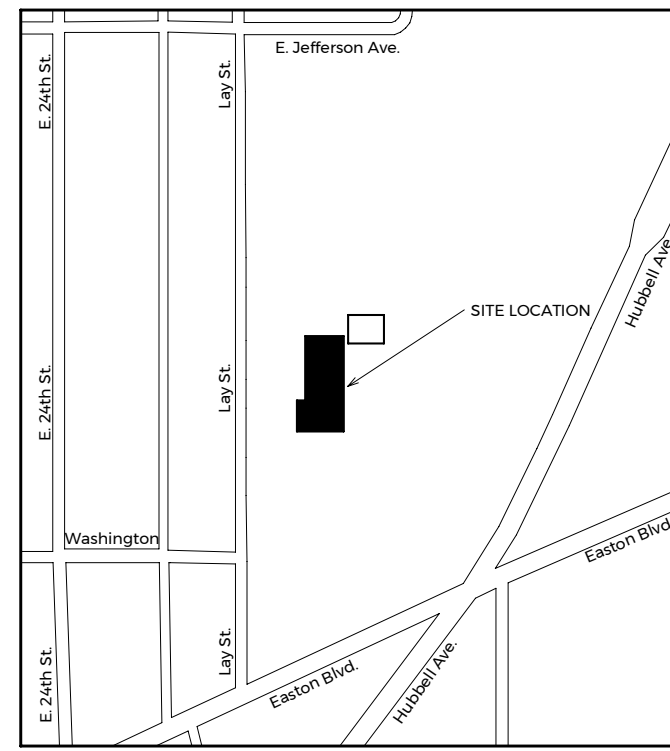 E. Jefferson Ave.
E. 24th St.
Lay St.
Hubbell Ave.
SITE LOCATION
E. 24th St.
Lay St.
Washington
Easton Blvd.
E. 24th St.
Lay St.
Easton Blvd.
Hubbell Ave.